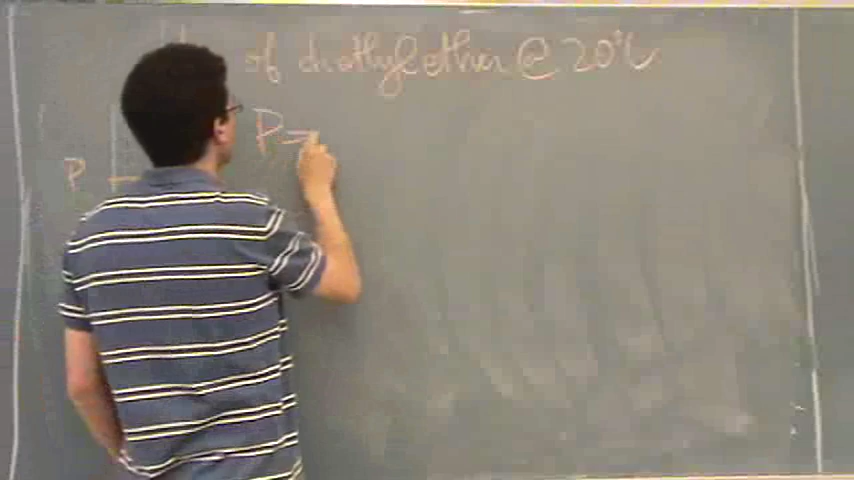 of diethyl ether @ 20°C
P =
P